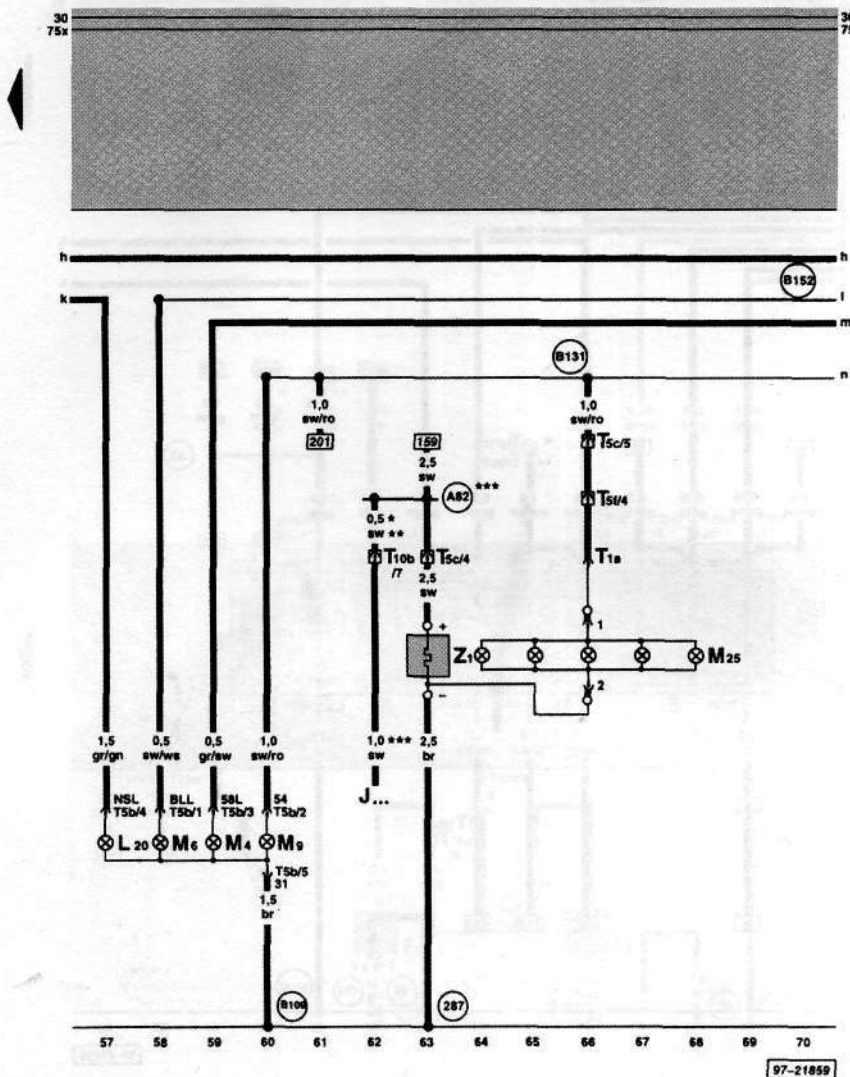 30 30
75x 75
h h
B152
k l
m
B131
n
1,0 1,0
sw/ro sw/ro
201 159 T5c/5
2,5
sw
A82 *** T5f/4
0,5 *
sw **
T10b T5c/4 T1a
/7
2,5
sw
+
1
Z1 M25
2
−
1,5 0,5 0,5 1,0 1,0 *** 2,5
gr/gn sw/ws gr/sw sw/ro sw br
J...
NSL BLL 58L 54
T5b/4 T5b/1 T5b/3 T5b/2
L20 M6 M4 M9
T5b/5
31
1,5
br
B109 287
57 58 59 60 61 62 63 64 65 66 67 68 69 70
97-21859